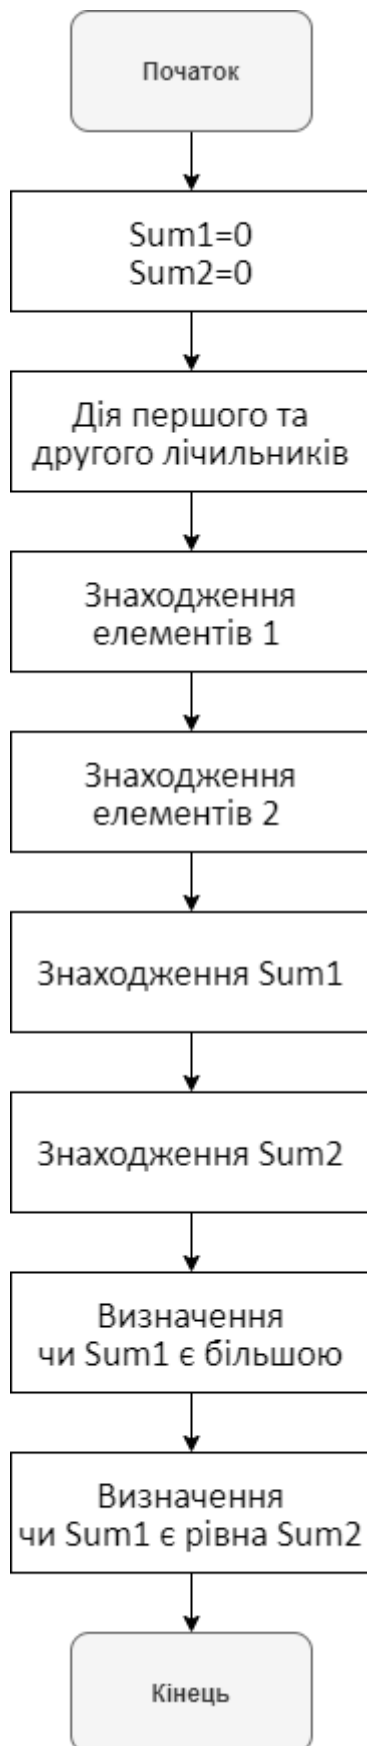 Початок
Sum1=0
Sum2=0
Дія першого та
другого лічильників
Знаходження
елементів 1
Знаходження
елементів 2
Знаходження Sum1
Знаходження Sum2
Визначення
чи Sum1 є більшою
Визначення
чи Sum1 є рівна Sum2
Кінець